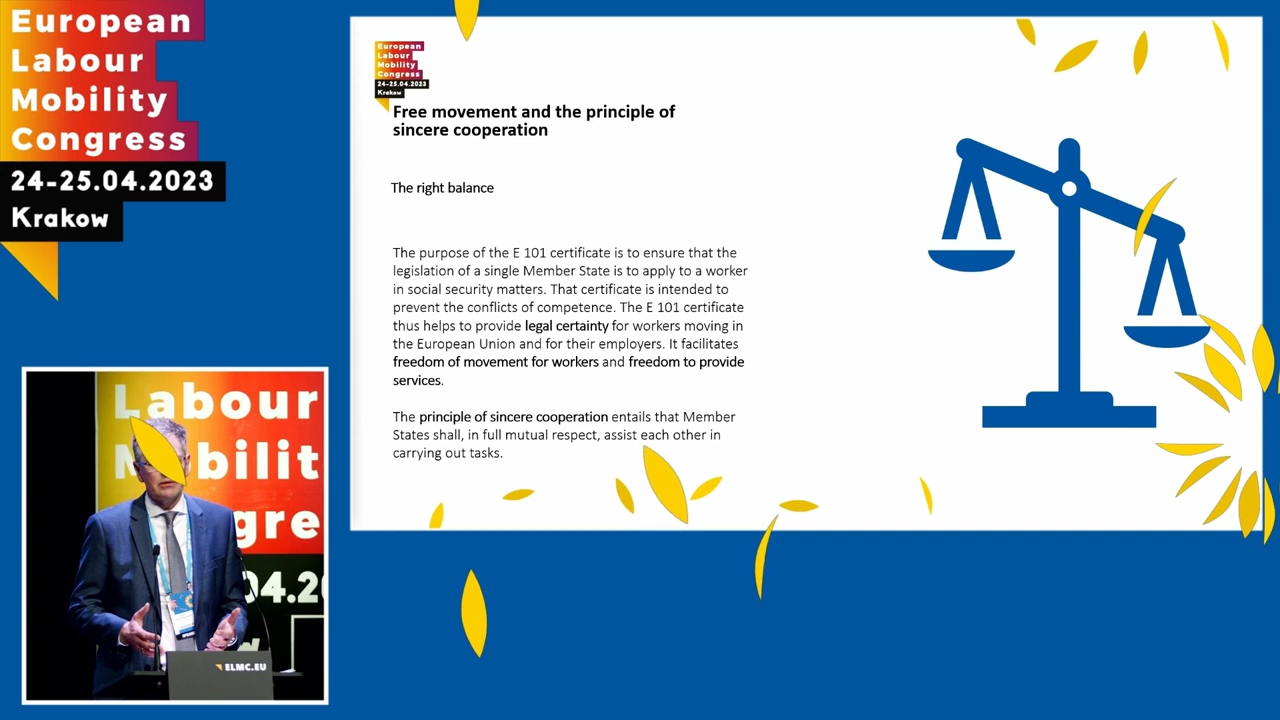 European
Labour
Mobility
Congress
24-25.04.2023
Krakow
European
Labour
Mobility
Congress
24-25.04.2023
Krakow
Free movement and the principle of
sincere cooperation
The right balance
The purpose of the E 101 certificate is to ensure that the
legislation of a single Member State is to apply to a worker
in social security matters. That certificate is intended to
prevent the conflicts of competence. The E 101 certificate
thus helps to provide legal certainty for workers moving in
the European Union and for their employers. It facilitates
freedom of movement for workers and freedom to provide
services.
The principle of sincere cooperation entails that Member
States shall, in full mutual respect, assist each other in
carrying out tasks.
Labour
M bilit
gre
04.2
ELMC.EU